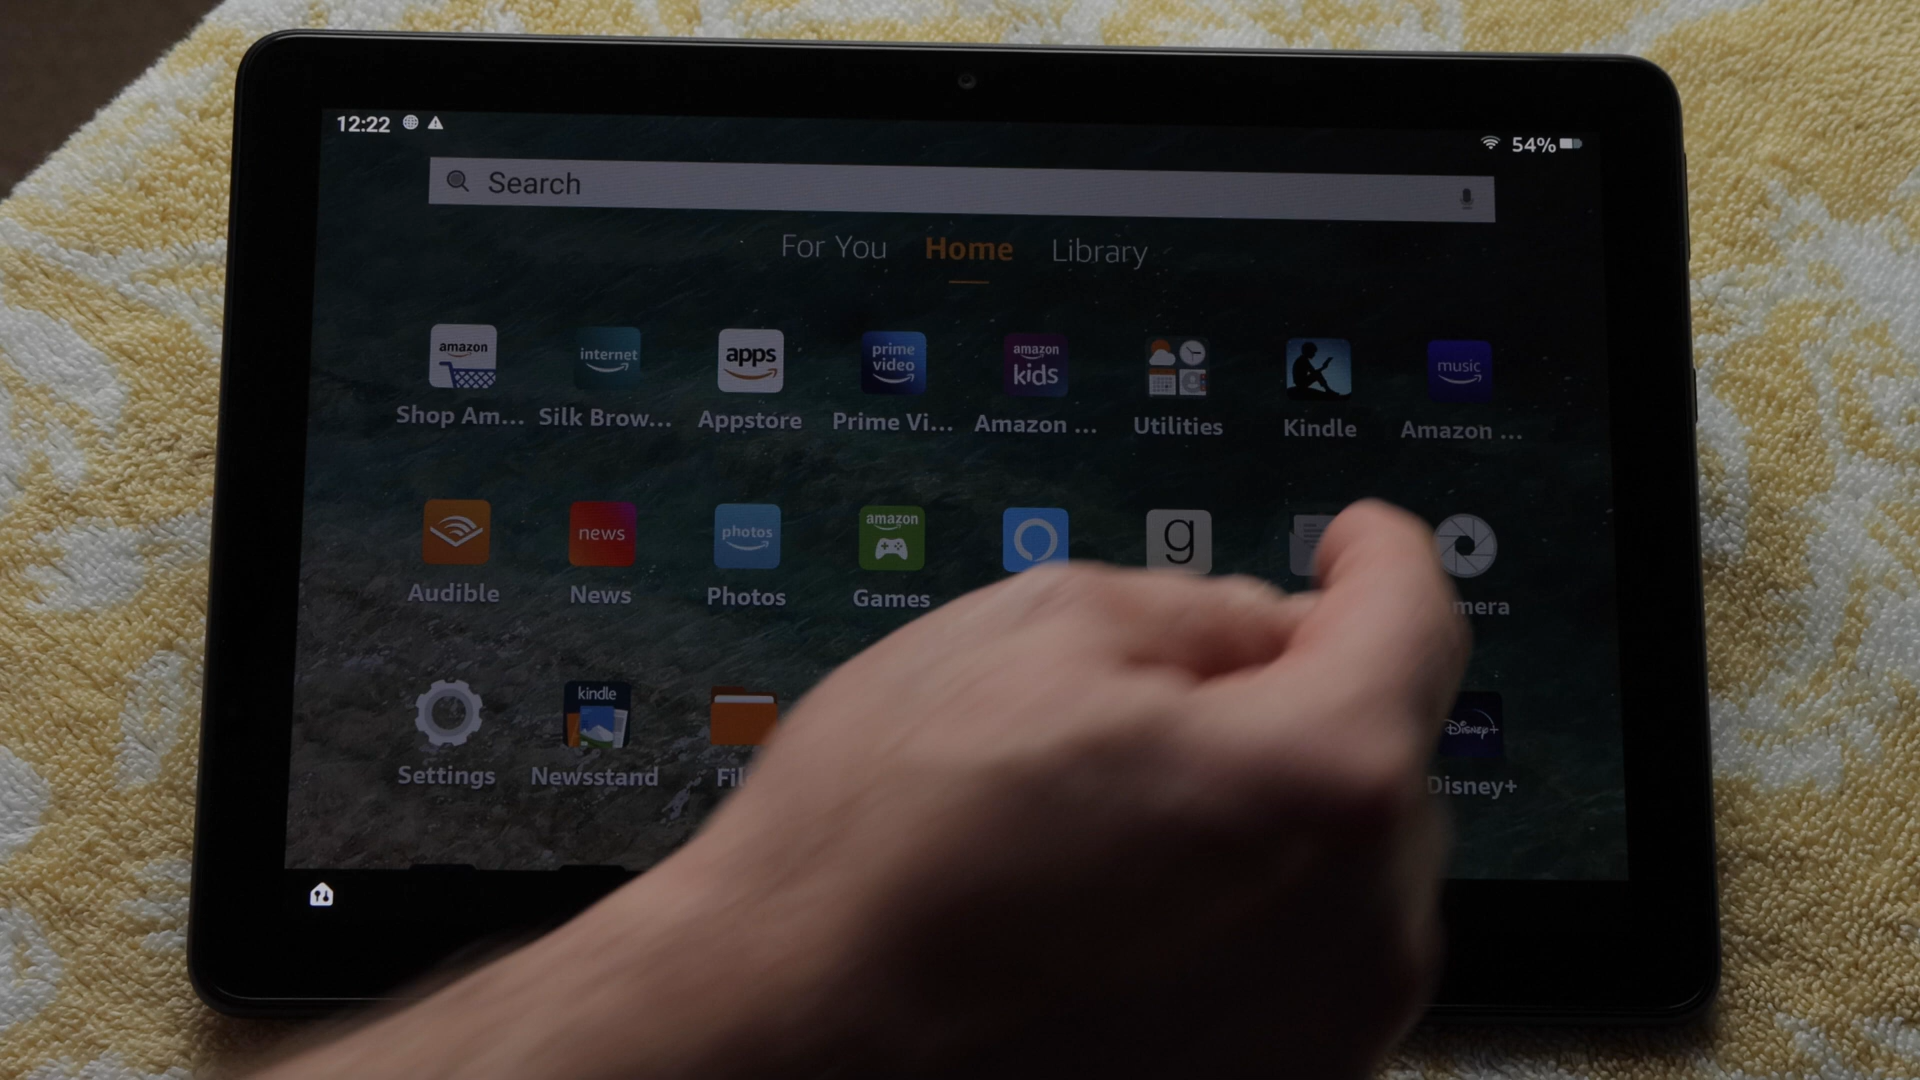 12:22
54%
Search
For You Home Library
amazon internet apps prime video amazon kids music
Shop Am... Silk Brow... Appstore Prime Vi... Amazon ... Utilities Kindle Amazon ...
news photos amazon g
Audible News Photos Games mera
kindle Disney+
Settings Newsstand Fil Disney+